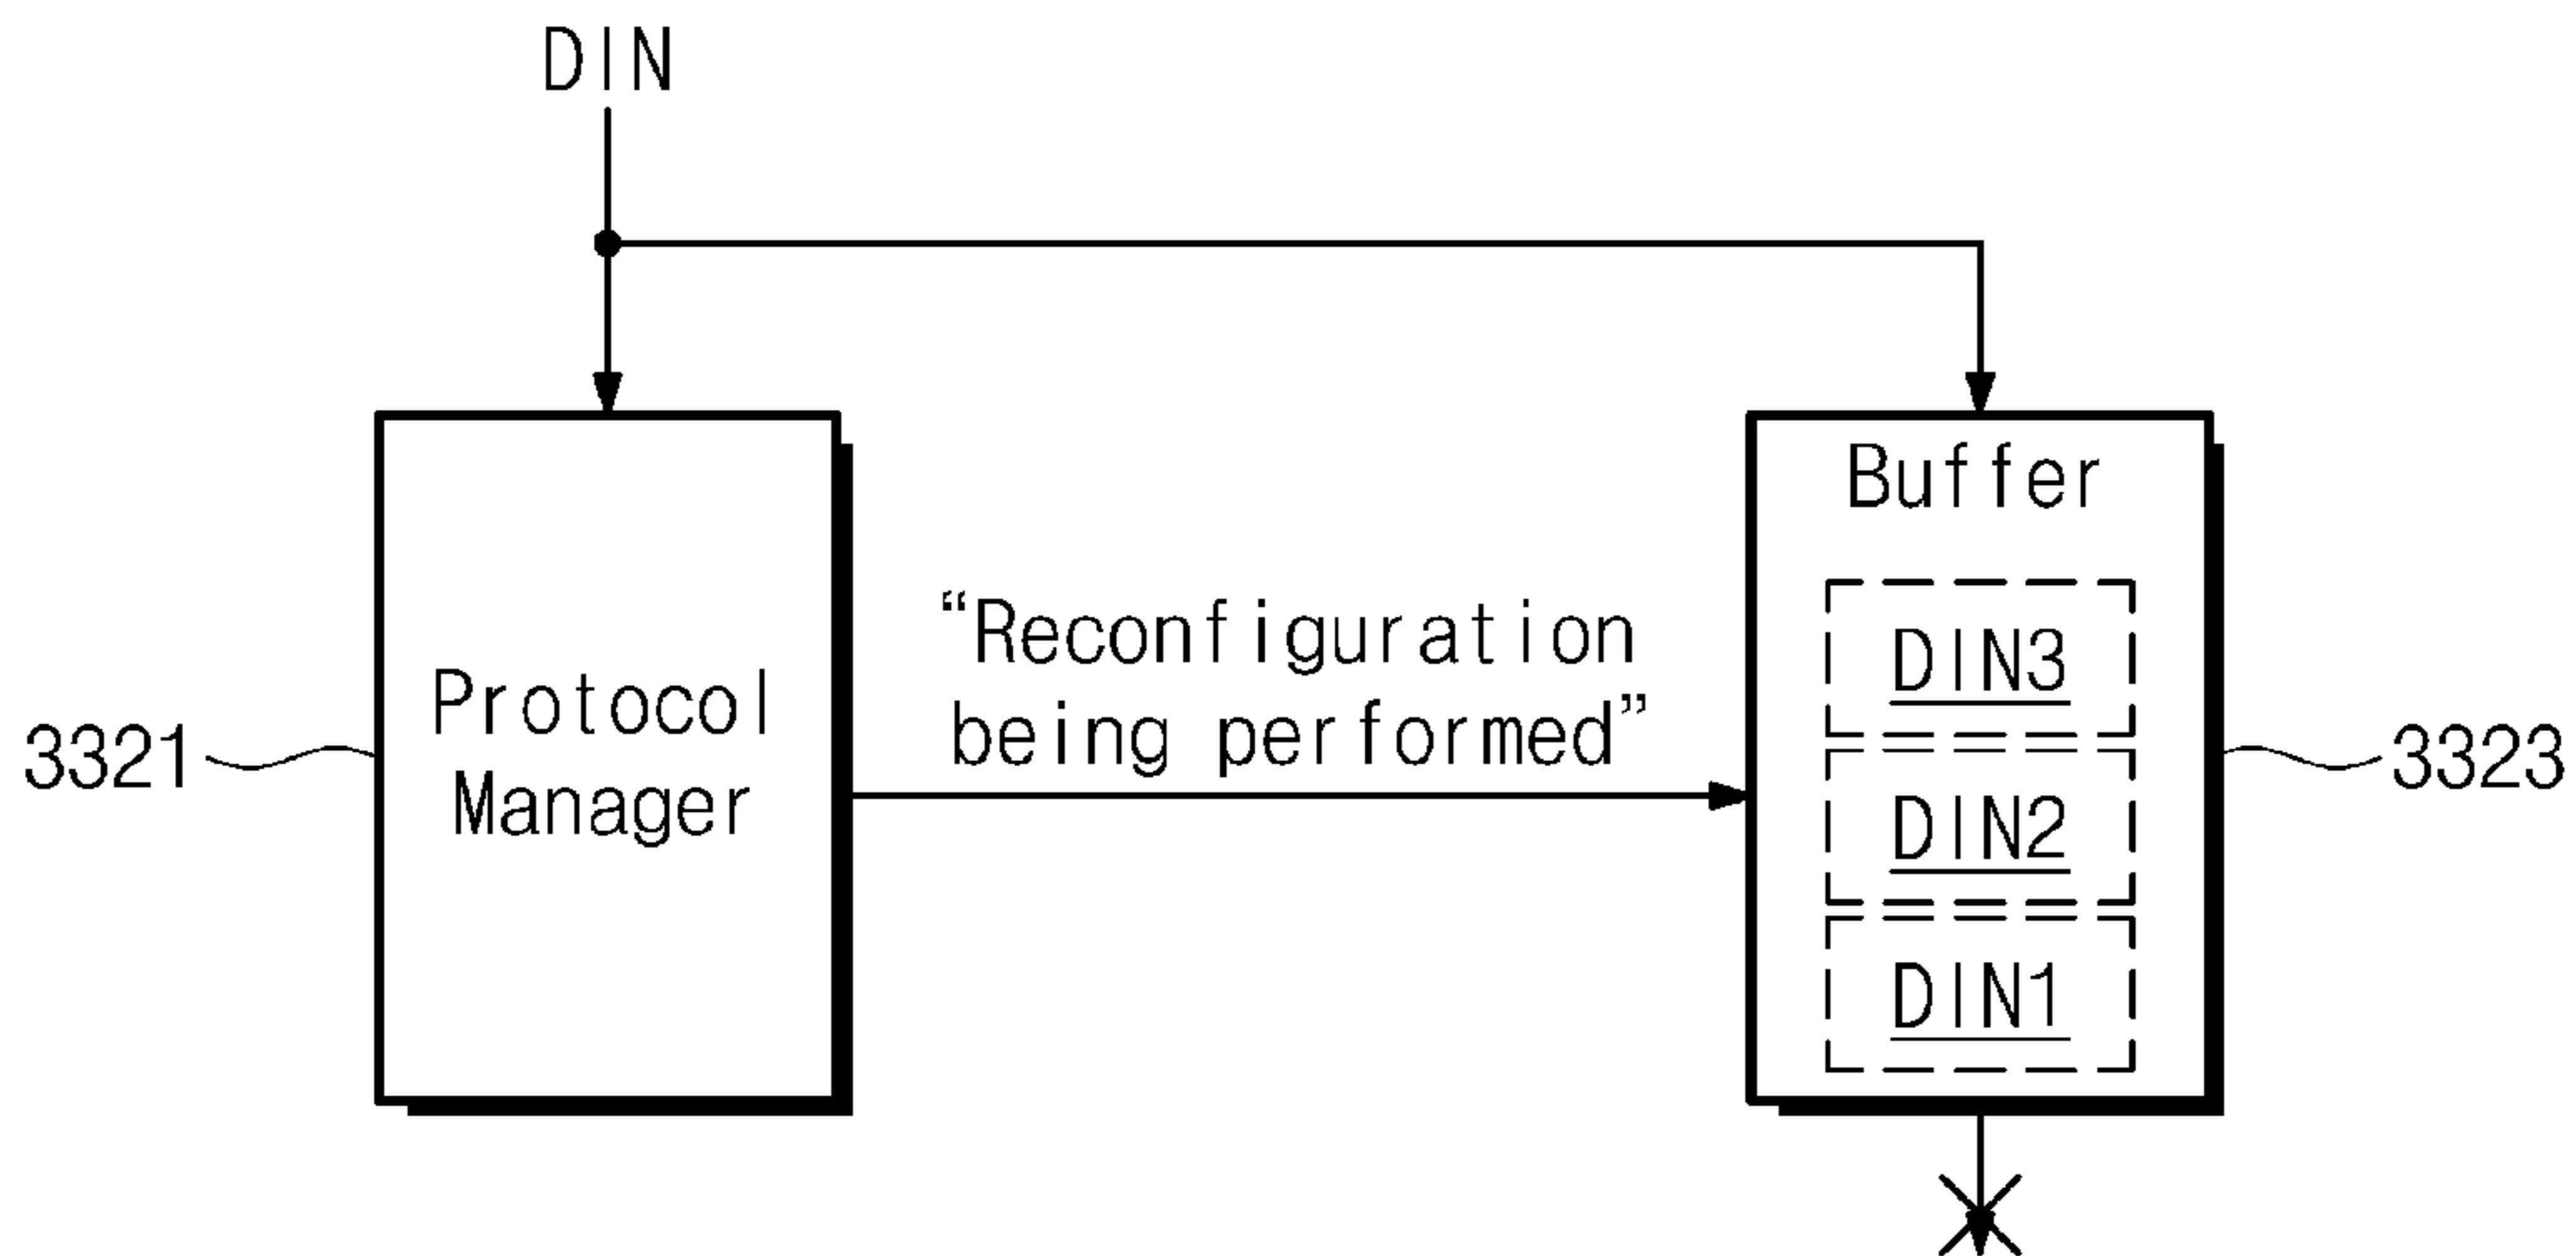 DIN
Buffer
“Reconfiguration
being performed”
Protocol
Manager
3321
DIN3
DIN2
DIN1
3323